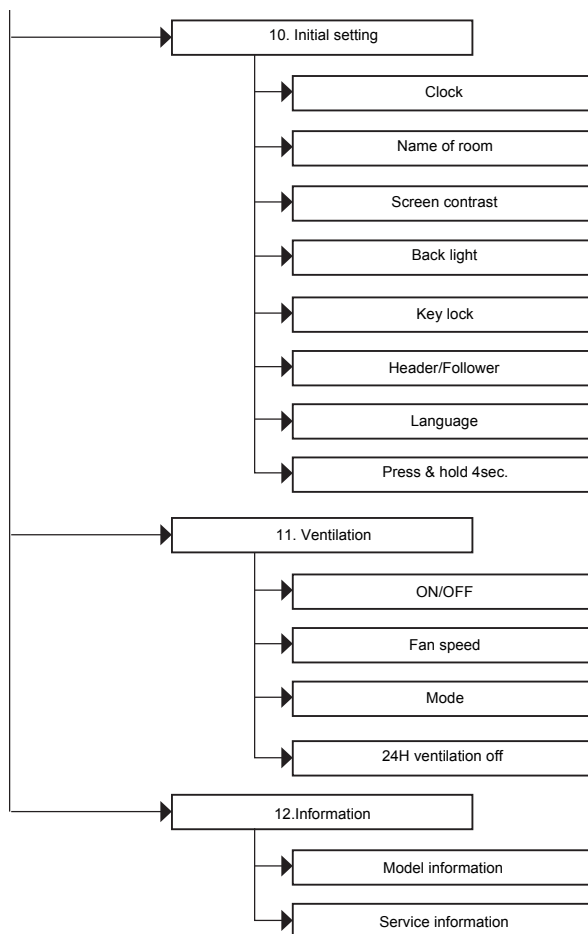 10. Initial setting
Clock
Name of room
Screen contrast
Back light
Key lock
Header/Follower
Language
Press & hold 4sec.
11. Ventilation
ON/OFF
Fan speed
Mode
24H ventilation off
12.Information
Model information
Service information